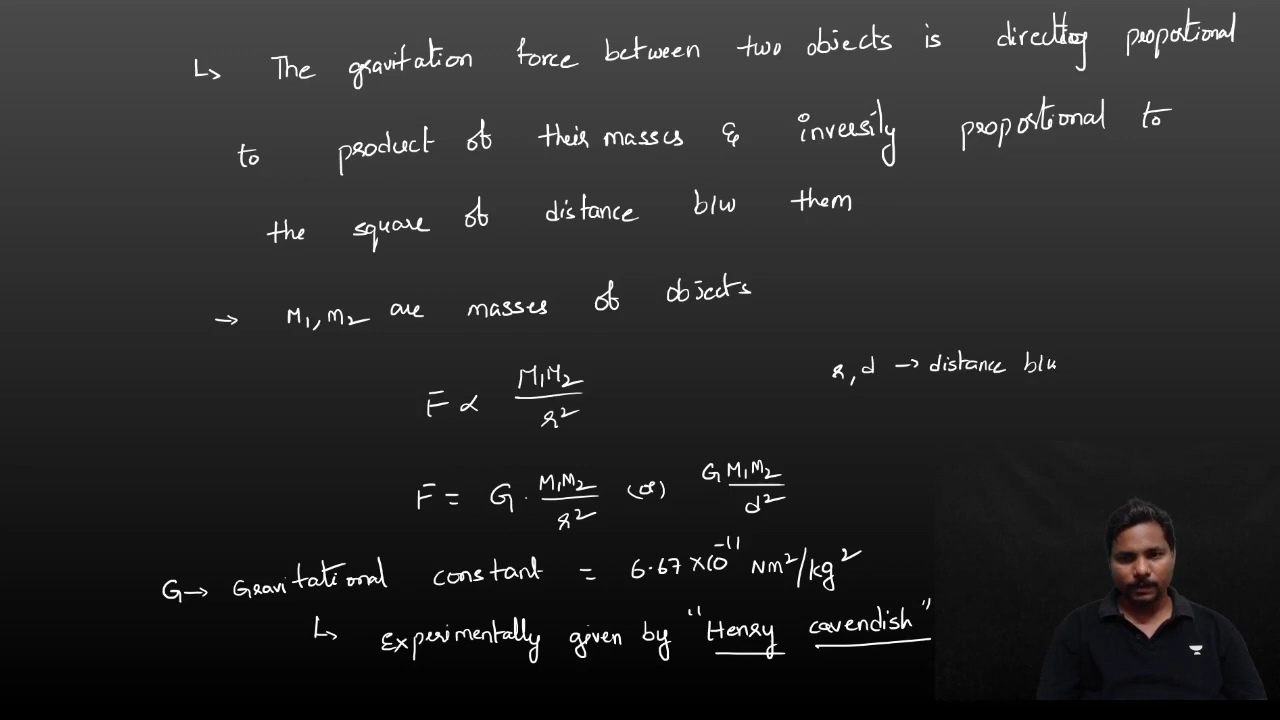 ↳ The gravitation force between two objects is directly proportional
to product of their masses & inversily proportional to
the square of distance b/w them
→ M₁, M₂ are masses of objects
F ∝ M₁M₂/r²
r, d → distance b/w
F = G · M₁M₂/r² (or) G M₁M₂/d²
G → Gravitational constant = 6.67 × 10⁻¹¹ Nm²/kg²
↳ Experimentally given by "Henry cavendish"